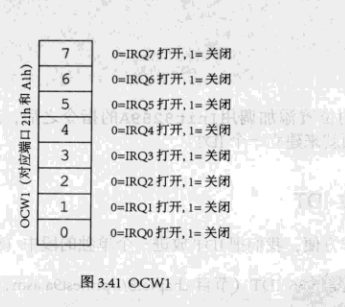 OCW1（对应端口 21h 和 A1h）
7 0=IRQ7 打开, 1= 关闭
6 0=IRQ6 打开, 1= 关闭
5 0=IRQ5 打开, 1= 关闭
4 0=IRQ4 打开, 1= 关闭
3 0=IRQ3 打开, 1= 关闭
2 0=IRQ2 打开, 1= 关闭
1 0=IRQ1 打开, 1= 关闭
0 0=IRQ0 打开, 1= 关闭
图 3.41 OCW1